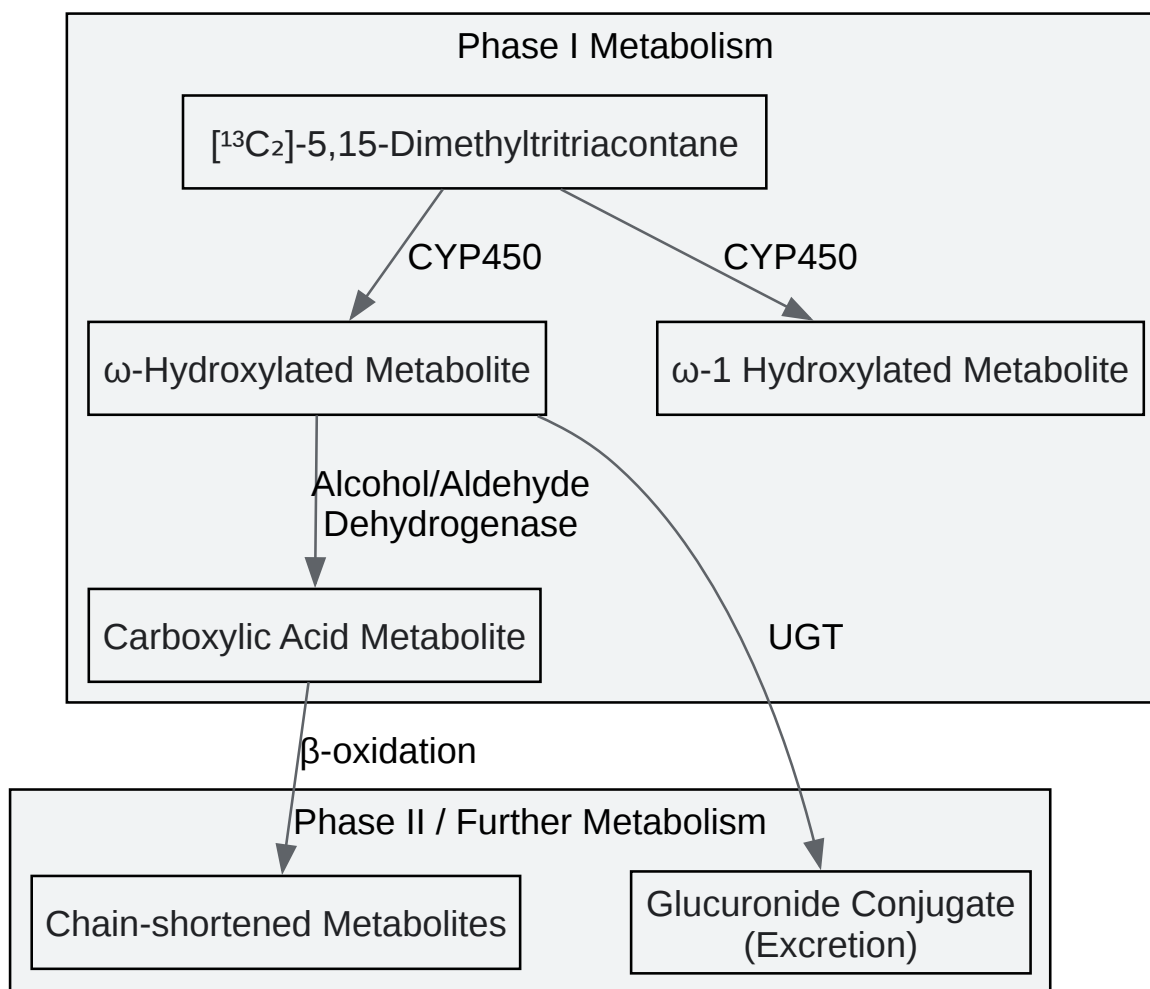 Phase I Metabolism
[¹³C₂]-5,15-Dimethyltritriacontane
CYP450
CYP450
ω-Hydroxylated Metabolite
ω-1 Hydroxylated Metabolite
Alcohol/Aldehyde
Dehydrogenase
Carboxylic Acid Metabolite
UGT
β-oxidation
Phase II / Further Metabolism
Chain-shortened Metabolites
Glucuronide Conjugate
(Excretion)